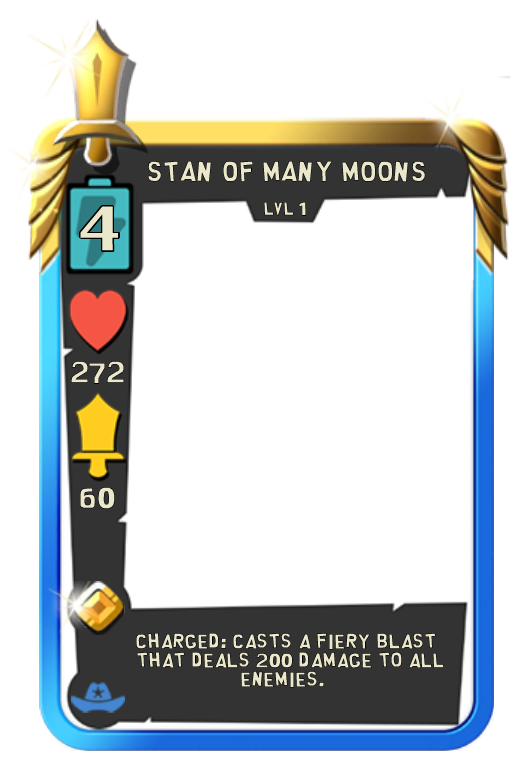 STAN OF MANY MOONS
LVL 1
4
272
60
CHARGED: CASTS A FIERY BLAST
THAT DEALS 200 DAMAGE TO ALL
ENEMIES.